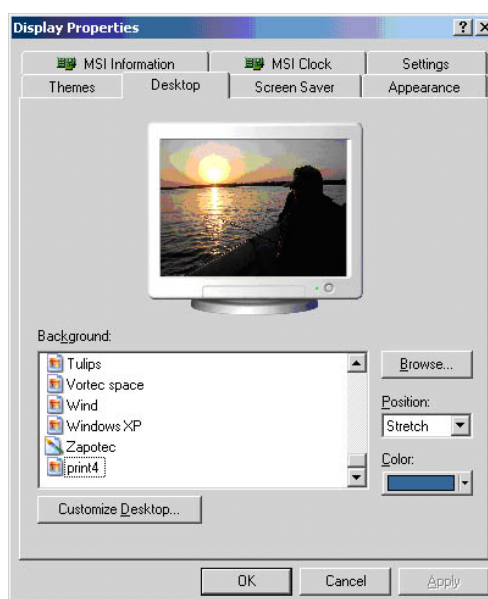 Display Properties
MSI Information MSI Clock Settings
Themes Desktop Screen Saver Appearance
Background:
Tulips
Vortec space
Wind
Windows XP
Zapotec
print4
Browse...
Position:
Stretch
Color:
Customize Desktop...
OK Cancel Apply